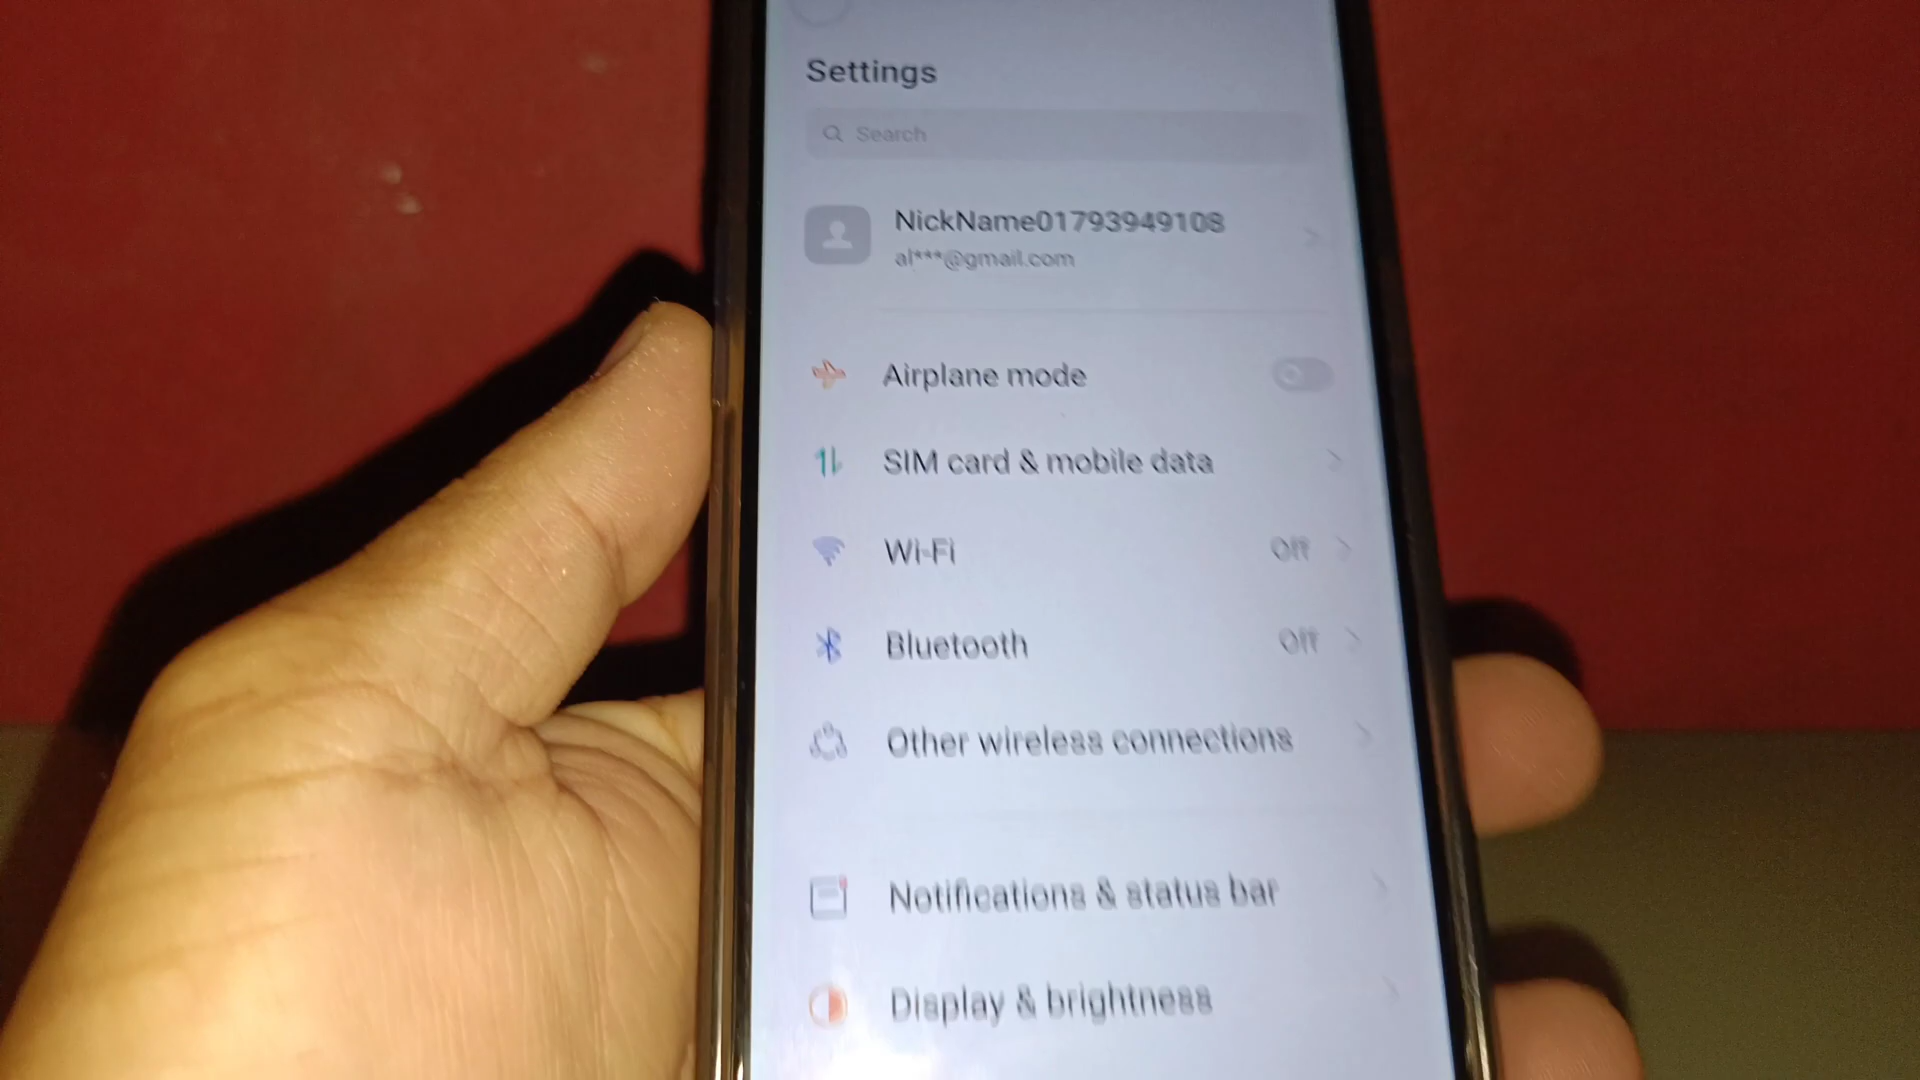 Settings
Search
NickName01793949108
al***@gmail.com
Airplane mode
SIM card & mobile data
Wi-Fi Off
Bluetooth Off
Other wireless connections
Notifications & status bar
Display & brightness